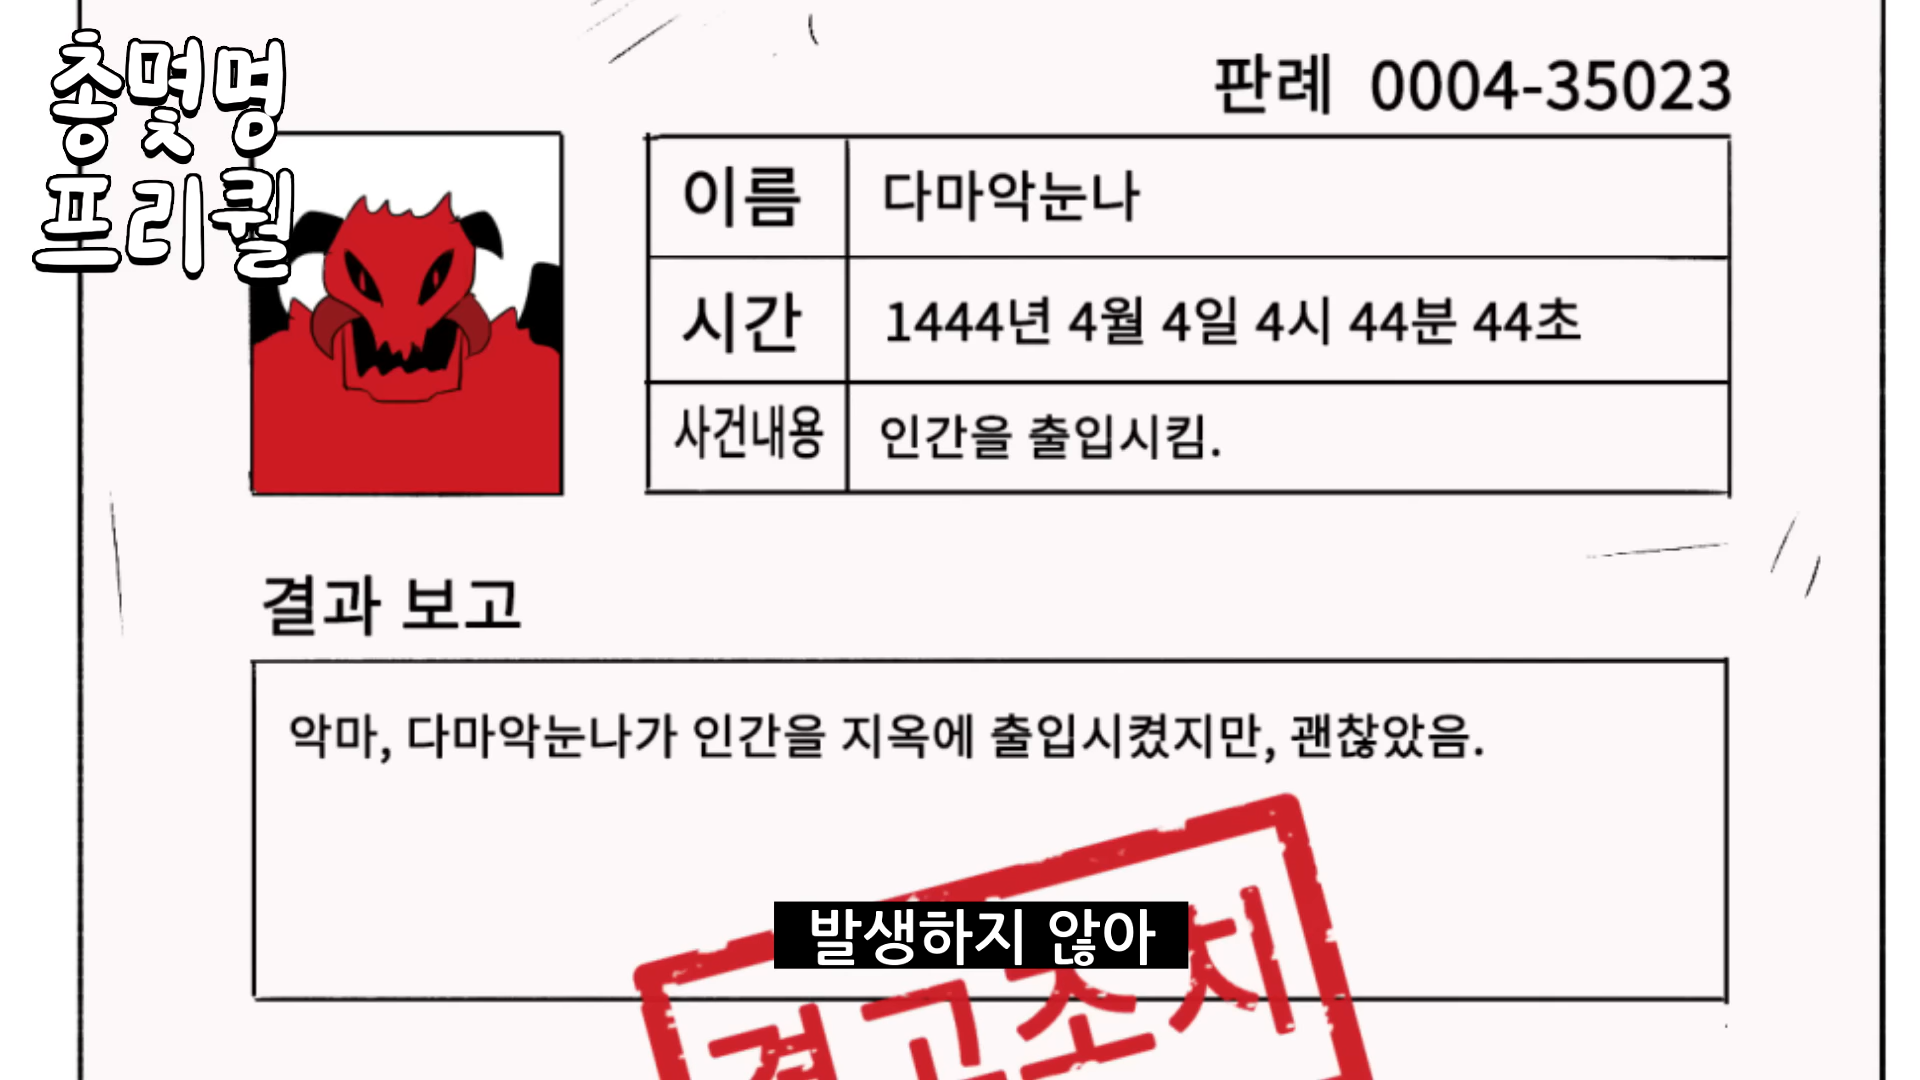 총몇명
프리퀄
판례 0004-35023
이름 다마악눈나
시간 1444년 4월 4일 4시 44분 44초
사건내용 인간을 출입시킴.
결과 보고
악마, 다마악눈나가 인간을 지옥에 출입시켰지만, 괜찮았음.
경고조치
발생하지 않아